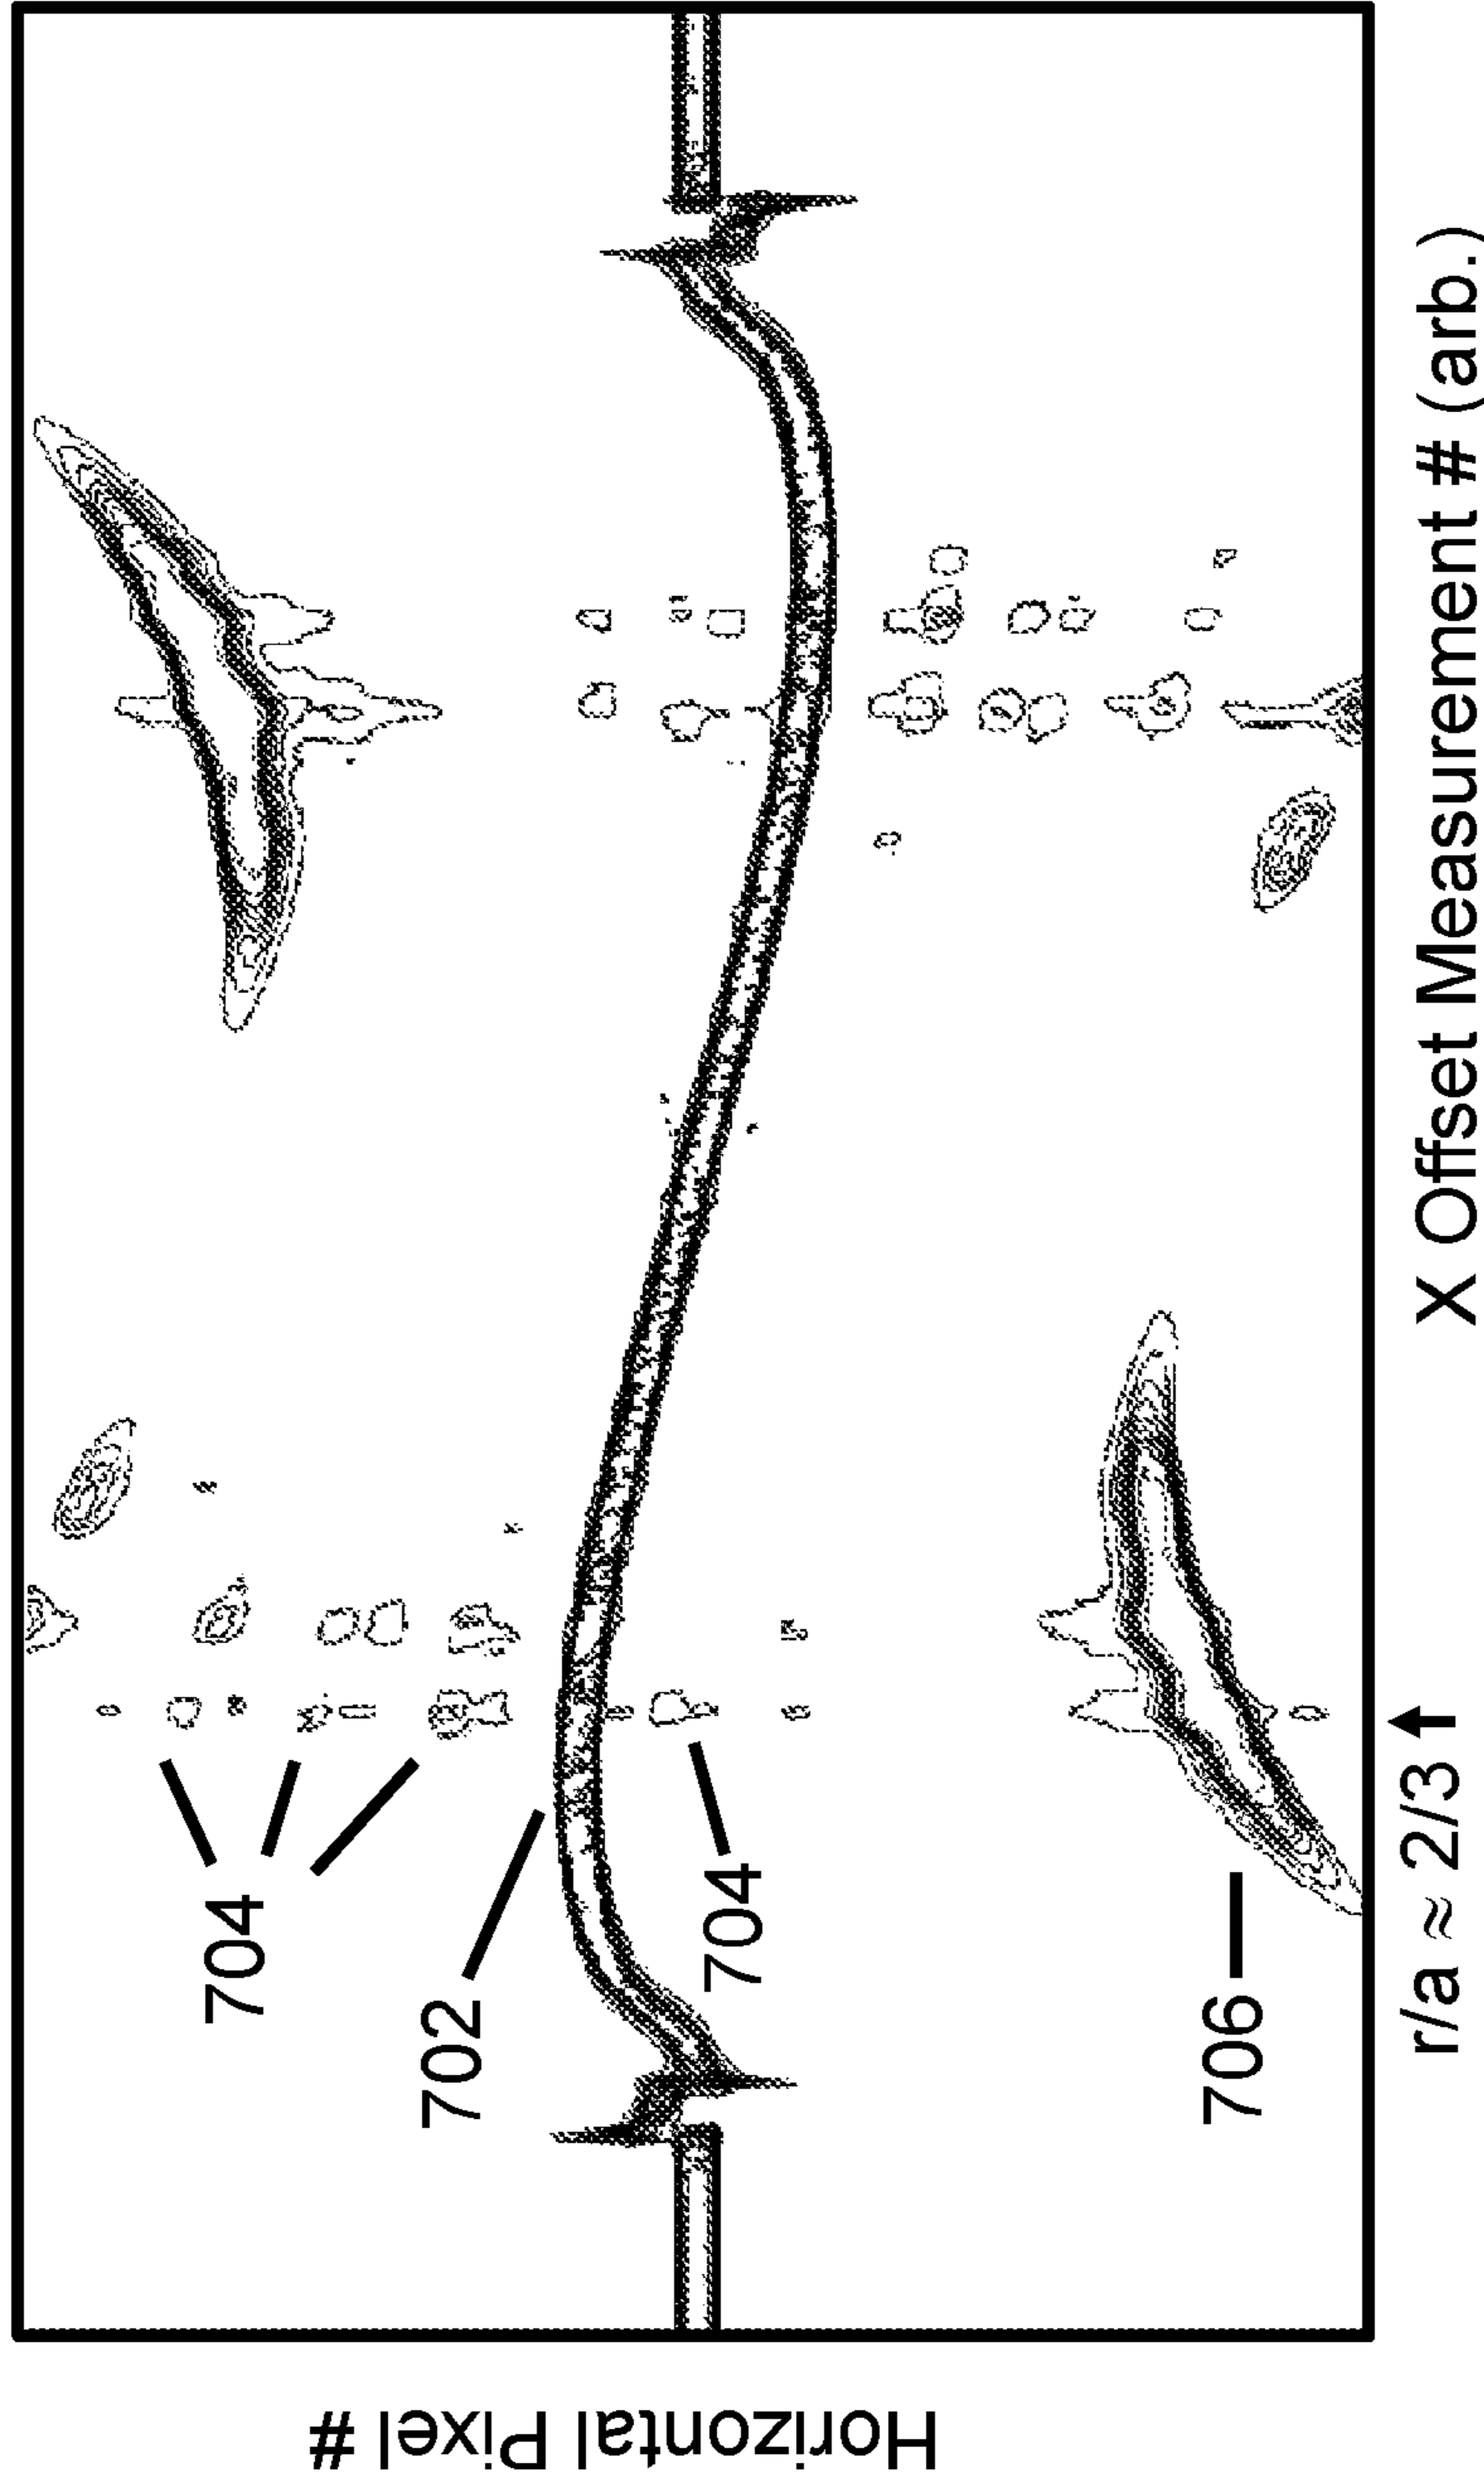 Horizontal Pixel #
704
702
704
706
r/a ≈ 2/3
X Offset Measurement # (arb.)